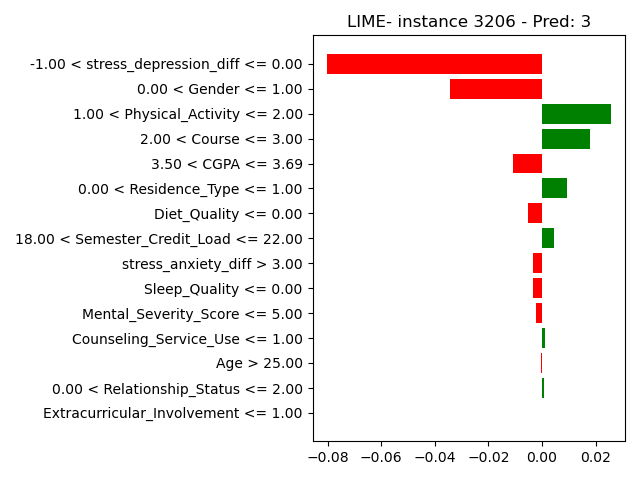 LIME- instance 3206 - Pred: 3
-1.00 < stress_depression_diff <= 0.00
0.00 < Gender <= 1.00
1.00 < Physical_Activity <= 2.00
2.00 < Course <= 3.00
3.50 < CGPA <= 3.69
0.00 < Residence_Type <= 1.00
Diet_Quality <= 0.00
18.00 < Semester_Credit_Load <= 22.00
stress_anxiety_diff > 3.00
Sleep_Quality <= 0.00
Mental_Severity_Score <= 5.00
Counseling_Service_Use <= 1.00
Age > 25.00
0.00 < Relationship_Status <= 2.00
Extracurricular_Involvement <= 1.00
−0.08 −0.06 −0.04 −0.02 0.00 0.02